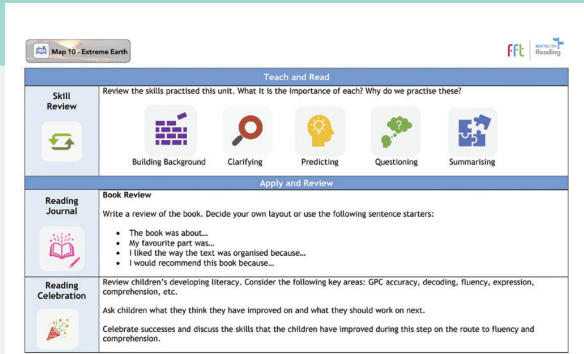 Map 10 - Extreme Earth
fft
ROUTES TO
Reading
Teach and Read
Skill
Review
Review the skills practised this unit. What it is the importance of each? Why do we practise these?
Building Background Clarifying Predicting Questioning Summarising
Apply and Review
Reading
Journal
Book Review
Write a review of the book. Decide your own layout or use the following sentence starters:
• The book was about…
• My favourite part was…
• I liked the way the text was organised because…
• I would recommend this book because…
Reading
Celebration
Review children's developing literacy. Consider the following key areas: GPC accuracy, decoding, fluency, expression,
comprehension, etc.
Ask children what they think they have improved on and what they should work on next.
Celebrate successes and discuss the skills that the children have improved during this step on the route to fluency and
comprehension.